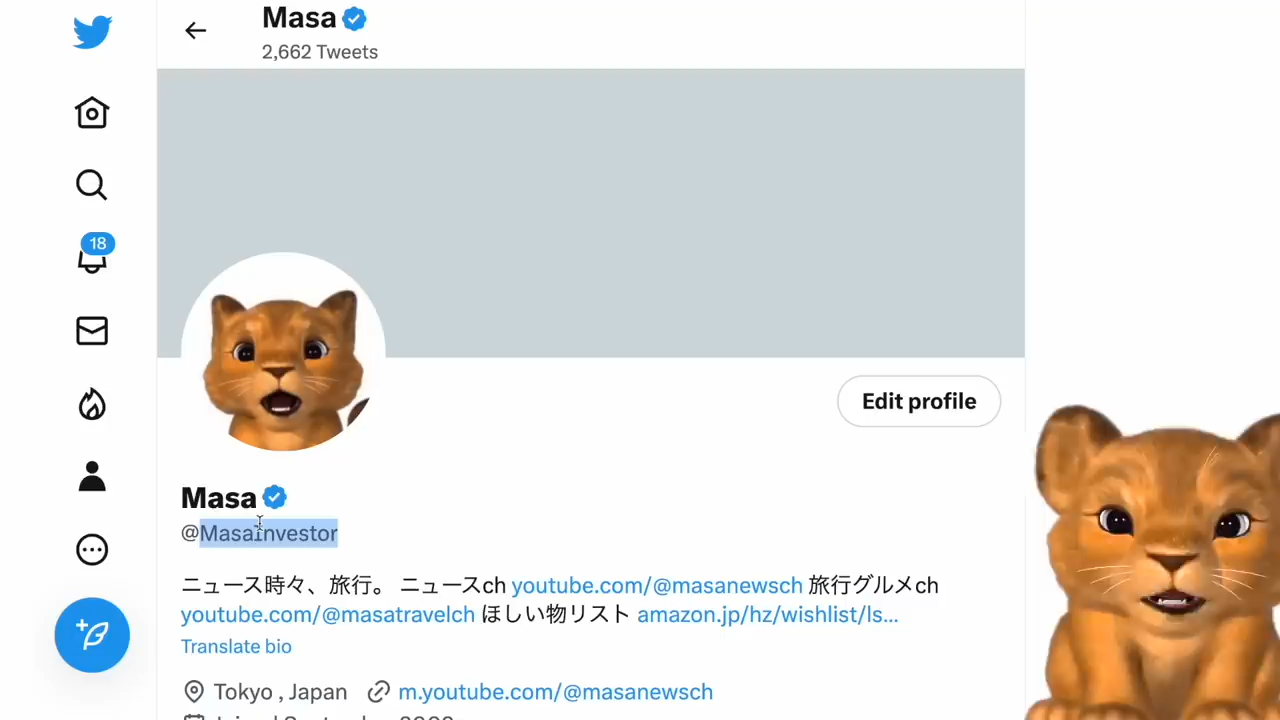 Masa
2,662 Tweets
18
Edit profile
Masa
@MasaInvestor
ニュース時々、旅行。 ニュースch youtube.com/@masanewsch 旅行グルメch
youtube.com/@masatravelch ほしい物リスト amazon.jp/hz/wishlist/ls...
Translate bio
Tokyo , Japan m.youtube.com/@masanewsch